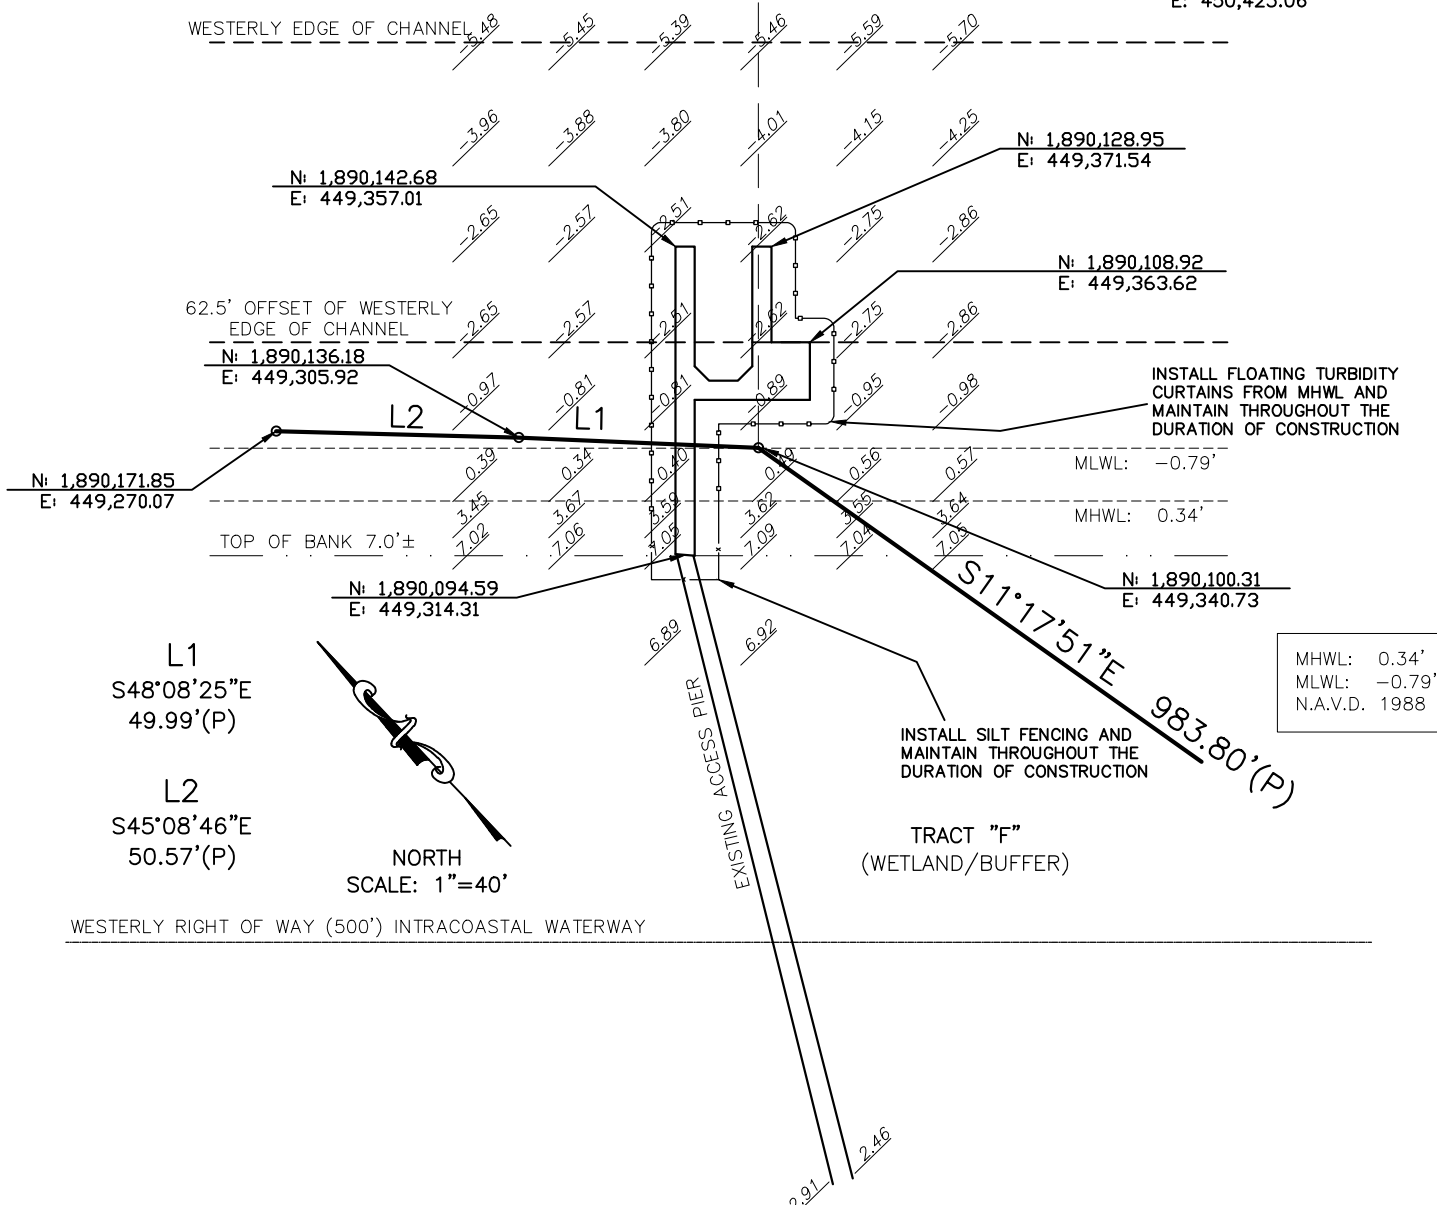 E: 450,423.06
WESTERLY EDGE OF CHANNEL
-5.48 -5.45 -5.39 -5.46 -5.59 -5.70
-3.96 -3.88 -3.80 -4.01 -4.15 -4.25
N: 1,890,128.95
E: 449,371.54
N: 1,890,142.68
E: 449,357.01
-2.65 -2.57 -2.51 -2.62 -2.75 -2.86
N: 1,890,108.92
E: 449,363.62
62.5' OFFSET OF WESTERLY
EDGE OF CHANNEL
-2.65 -2.57 -2.51 -2.62 -2.75 -2.86
N: 1,890,136.18
E: 449,305.92
INSTALL FLOATING TURBIDITY
CURTAINS FROM MHWL AND
MAINTAIN THROUGHOUT THE
DURATION OF CONSTRUCTION
-0.97 -0.81 -0.81 -0.89 -0.95 -0.98
L2 L1
N: 1,890,171.85
E: 449,270.07
0.39 0.34 0.40 0.49 0.56 0.57
MLWL: -0.79'
3.45 3.67 3.59 3.62 3.55 3.64
MHWL: 0.34'
TOP OF BANK 7.0'±
7.02 7.06 7.05 7.09 7.04 7.05
N: 1,890,094.59
E: 449,314.31
N: 1,890,100.31
E: 449,340.73
S11°17'51"E 983.80'(P)
6.89 6.92
L1
S48°08'25"E
49.99'(P)
L2
S45°08'46"E
50.57'(P)
NORTH
SCALE: 1"=40'
MHWL: 0.34'
MLWL: -0.79'
N.A.V.D. 1988
EXISTING ACCESS PIER
INSTALL SILT FENCING AND
MAINTAIN THROUGHOUT THE
DURATION OF CONSTRUCTION
TRACT "F"
(WETLAND/BUFFER)
WESTERLY RIGHT OF WAY (500') INTRACOASTAL WATERWAY
2.46
2.91